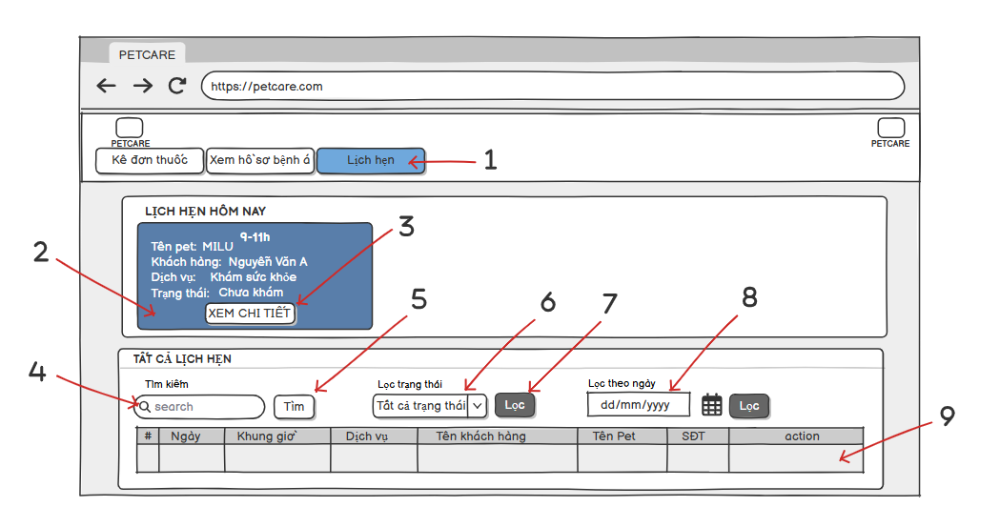 PETCARE
https://petcare.com
PETCARE
PETCARE
Kê đơn thuốc Xem hồ sơ bệnh á Lịch hẹn 1
LỊCH HẸN HÔM NAY
9-11h 3
Tên pet: MILU 2
Khách hàng: Nguyễn Văn A
Dịch vụ: Khám sức khỏe
Trạng thái: Chưa khám
XEM CHI TIẾT 5 6 7 8
TẤT CẢ LỊCH HẸN
4 Tìm kiếm Lọc trạng thái Lọc theo ngày
search Tìm Tất cả trạng thái Lọc dd/mm/yyyy Lọc
9
# Ngày Khung giờ Dịch vụ Tên khách hàng Tên Pet SĐT action